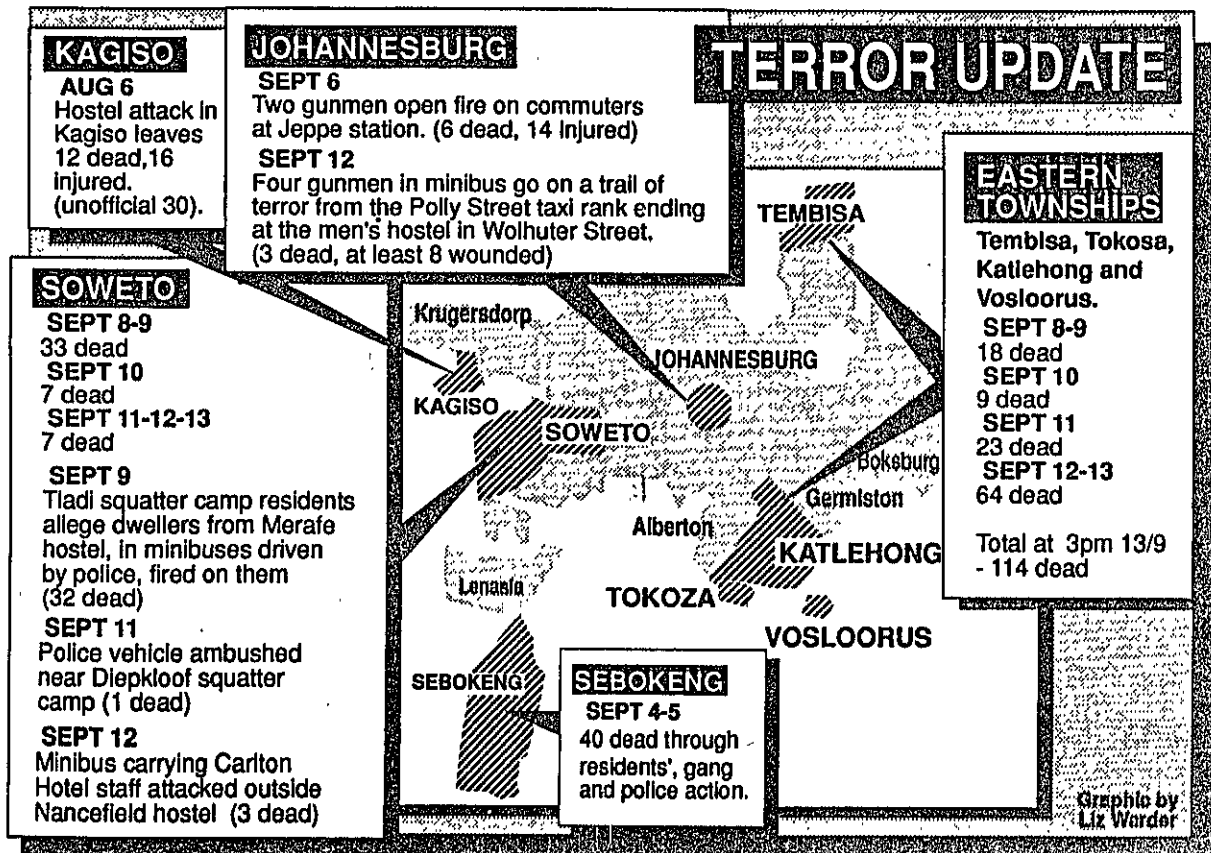 TERROR UPDATE
KAGISO
AUG 6
Hostel attack in
Kagiso leaves
12 dead,16
injured.
(unofficial 30).
JOHANNESBURG
SEPT 6
Two gunmen open fire on commuters
at Jeppe station. (6 dead, 14 injured)
SEPT 12
Four gunmen in minibus go on a trail of
terror from the Polly Street taxi rank ending
at the men's hostel in Wolhuter Street.
(3 dead, at least 8 wounded)
EASTERN
TOWNSHIPS
Tembisa, Tokosa,
Katlehong and
Vosloorus.
SEPT 8-9
18 dead
SEPT 10
9 dead
SEPT 11
23 dead
SEPT 12-13
64 dead
Total at 3pm 13/9
- 114 dead
SOWETO
SEPT 8-9
33 dead
SEPT 10
7 dead
SEPT 11-12-13
7 dead
SEPT 9
Tladi squatter camp residents
allege dwellers from Merafe
hostel, in minibuses driven
by police, fired on them
(32 dead)
SEPT 11
Police vehicle ambushed
near Diepkloof squatter
camp (1 dead)
SEPT 12
Minibus carrying Carlton
Hotel staff attacked outside
Nancefield hostel (3 dead)
TEMBISA
Krugersdorp
JOHANNESBURG
KAGISO
SOWETO
Boksburg
Germiston
Alberton
KATLEHONG
Lenasia
TOKOZA
VOSLOORUS
SEBOKENG
SEBOKENG
SEPT 4-5
40 dead through
residents', gang
and police action.
Graphic by
Liz Warder